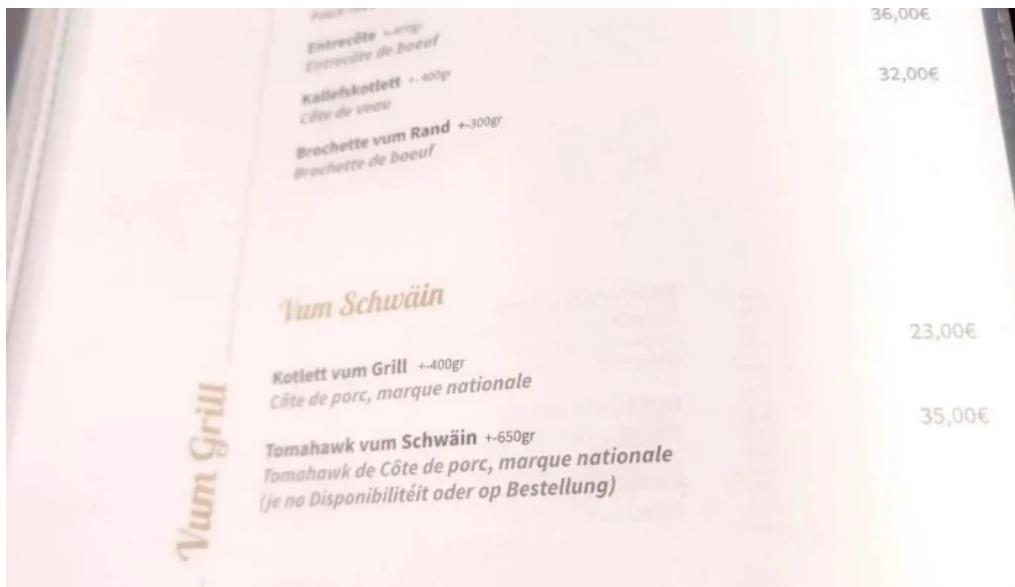 36,00€
Entrecôte +-400gr
Entrecôte de boeuf
32,00€
Kallefskotlett +-400gr
Côte de veau
Brochette vum Rand +-300gr
Brochette de boeuf
Vum Schwäin
23,00€
Kotlett vum Grill +-400gr
Côte de porc, marque nationale
35,00€
Tomahawk vum Schwäin +-650gr
Tomahawk de Côte de porc, marque nationale
(je no Disponibilitéit oder op Bestellung)
Vum Grill